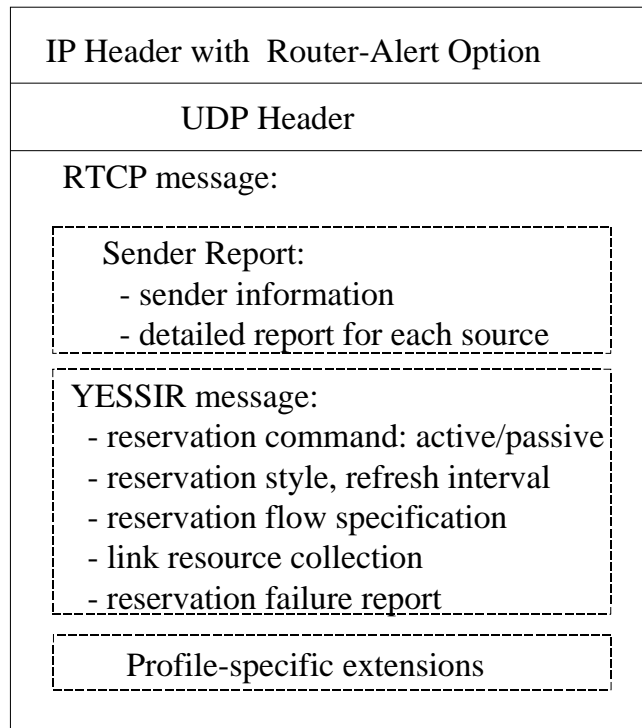 IP Header with Router-Alert Option
UDP Header
RTCP message:
Sender Report:
- sender information
- detailed report for each source
YESSIR message:
- reservation command: active/passive
- reservation style, refresh interval
- reservation flow specification
- link resource collection
- reservation failure report
Profile-specific extensions